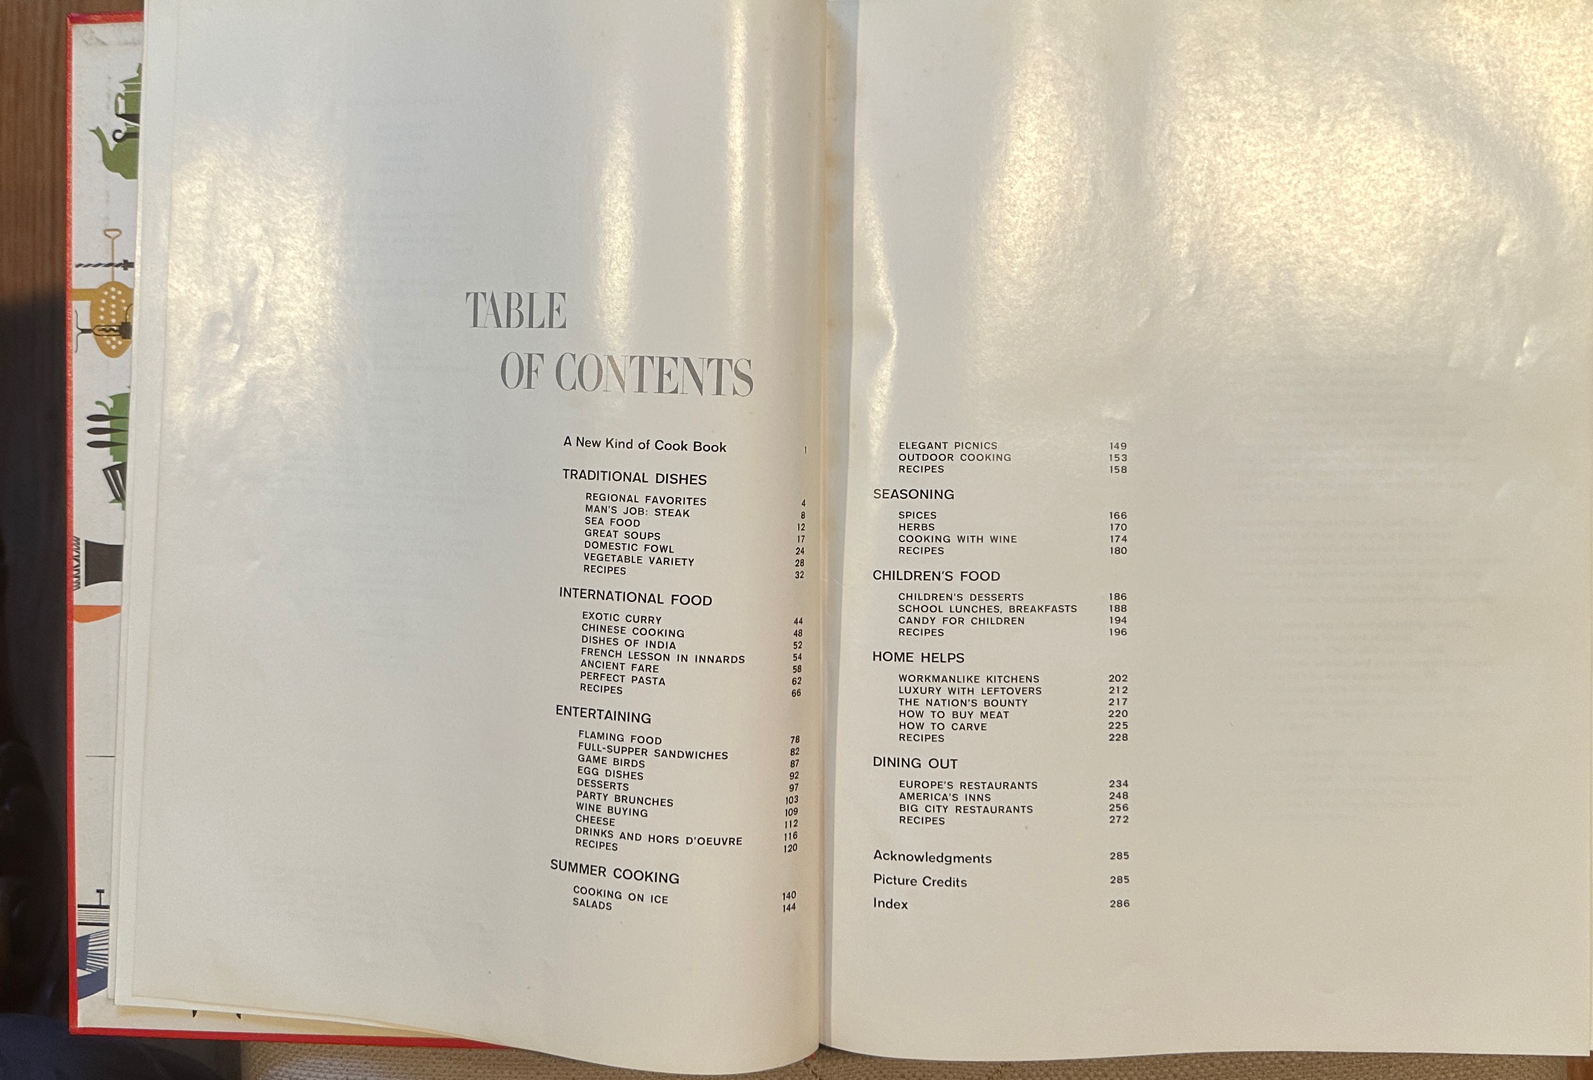 TABLE
OF CONTENTS
A New Kind of Cook Book 1
TRADITIONAL DISHES
REGIONAL FAVORITES 4
MAN'S JOB: STEAK 8
SEA FOOD 12
GREAT SOUPS 17
DOMESTIC FOWL 24
VEGETABLE VARIETY 28
RECIPES 32
INTERNATIONAL FOOD
EXOTIC CURRY 44
CHINESE COOKING 48
DISHES OF INDIA 52
FRENCH LESSON IN INNARDS 54
ANCIENT FARE 58
PERFECT PASTA 62
RECIPES 66
ENTERTAINING
FLAMING FOOD 78
FULL-SUPPER SANDWICHES 82
GAME BIRDS 87
EGG DISHES 92
DESSERTS 97
PARTY BRUNCHES 103
WINE BUYING 109
CHEESE 112
DRINKS AND HORS D'OEUVRE 116
RECIPES 120
SUMMER COOKING
COOKING ON ICE 140
SALADS 144
ELEGANT PICNICS 149
OUTDOOR COOKING 153
RECIPES 158
SEASONING
SPICES 166
HERBS 170
COOKING WITH WINE 174
RECIPES 180
CHILDREN'S FOOD
CHILDREN'S DESSERTS 186
SCHOOL LUNCHES, BREAKFASTS 188
CANDY FOR CHILDREN 194
RECIPES 196
HOME HELPS
WORKMANLIKE KITCHENS 202
LUXURY WITH LEFTOVERS 212
THE NATION'S BOUNTY 217
HOW TO BUY MEAT 220
HOW TO CARVE 225
RECIPES 228
DINING OUT
EUROPE'S RESTAURANTS 234
AMERICA'S INNS 248
BIG CITY RESTAURANTS 256
RECIPES 272
Acknowledgments 285
Picture Credits 285
Index 286